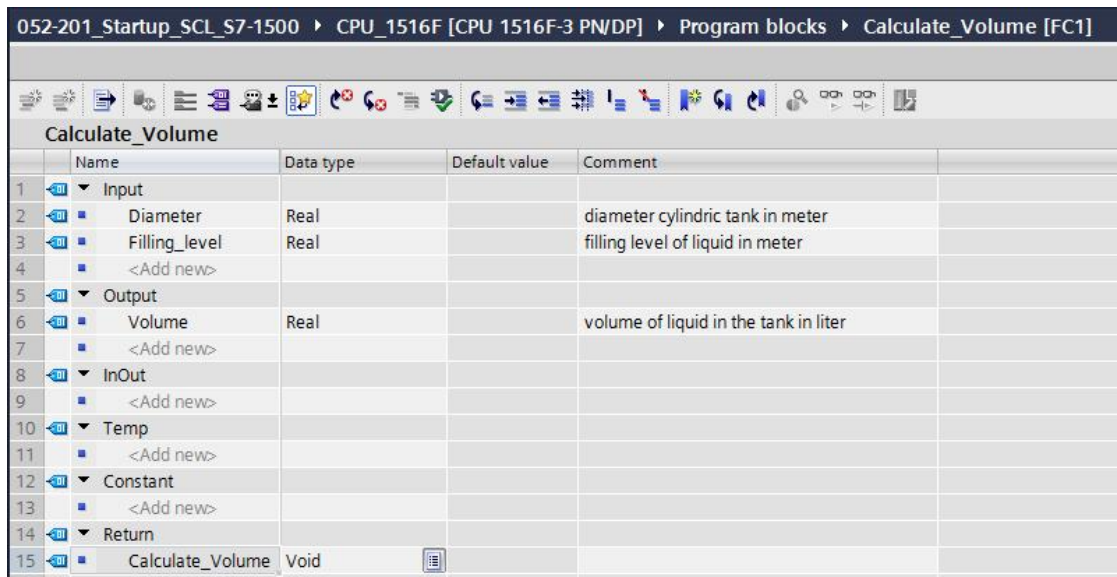 052-201_Startup_SCL_S7-1500 ▸ CPU_1516F [CPU 1516F-3 PN/DP] ▸ Program blocks ▸ Calculate_Volume [FC1]
Calculate_Volume
Name Data type Default value Comment
1 Input
2 Diameter Real diameter cylindric tank in meter
3 Filling_level Real filling level of liquid in meter
4 <Add new>
5 Output
6 Volume Real volume of liquid in the tank in liter
7 <Add new>
8 InOut
9 <Add new>
10 Temp
11 <Add new>
12 Constant
13 <Add new>
14 Return
15 Calculate_Volume Void